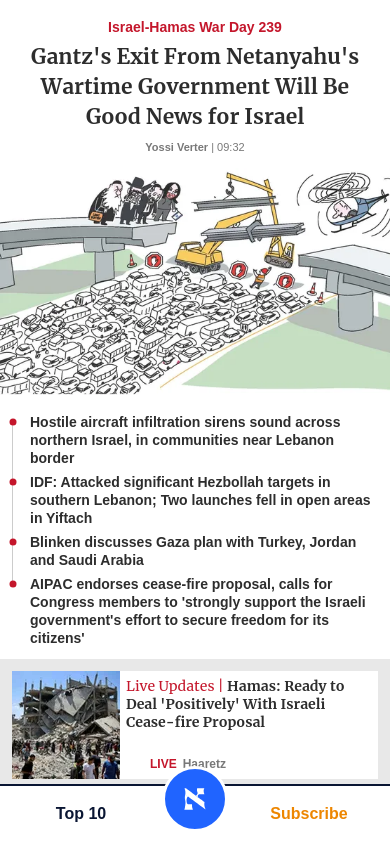 Israel-Hamas War Day 239
Gantz's Exit From Netanyahu's
Wartime Government Will Be
Good News for Israel
Yossi Verter | 09:32
Hostile aircraft infiltration sirens sound across
northern Israel, in communities near Lebanon
border
IDF: Attacked significant Hezbollah targets in
southern Lebanon; Two launches fell in open areas
in Yiftach
Blinken discusses Gaza plan with Turkey, Jordan
and Saudi Arabia
AIPAC endorses cease-fire proposal, calls for
Congress members to 'strongly support the Israeli
government's effort to secure freedom for its
citizens'
Live Updates | Hamas: Ready to
Deal 'Positively' With Israeli
Cease-fire Proposal
LIVE Haaretz
Top 10
Subscribe